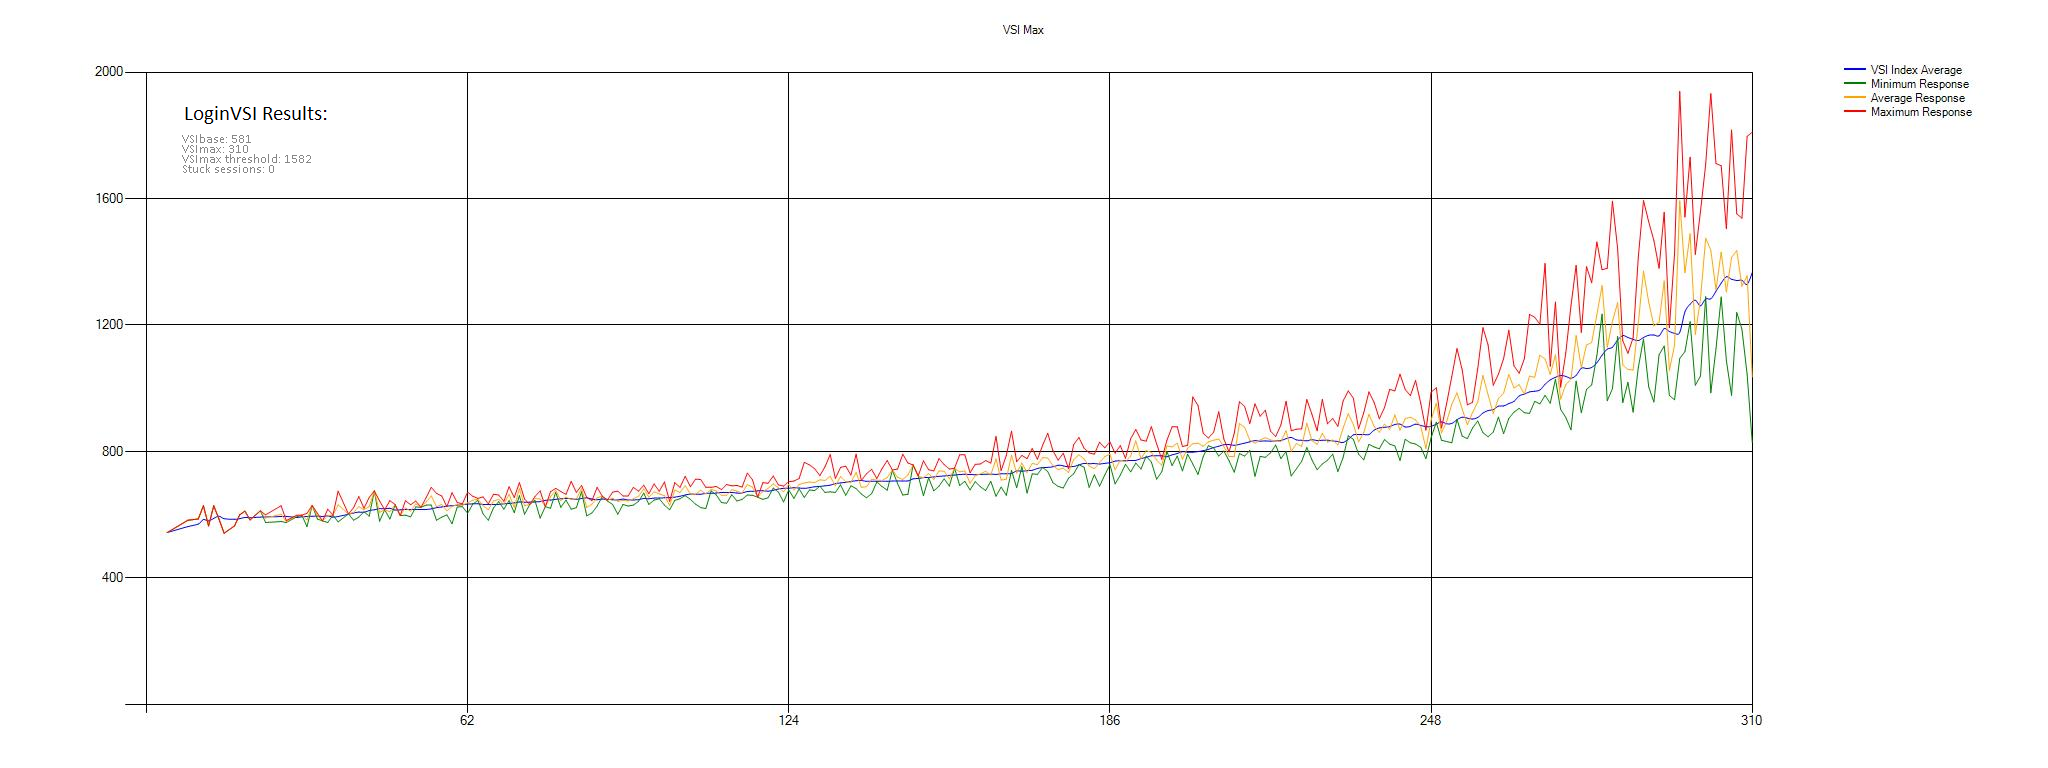 VSI Max
2000
1600
1200
800
400
LoginVSI Results:
VSIbase: 581
VSImax: 310
VSImax threshold: 1582
Stuck sessions: 0
VSI Index Average
Minimum Response
Average Response
Maximum Response
62 124 186 248 310